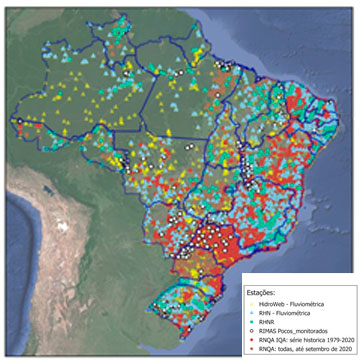 Estações:
HidroWeb - Fluviométrica
RHN - Fluviométrica
RHNR
RIMAS Pocos_monitorados
RNQA IQA: série historica 1979-2020
RNQA: todas, até setembro de 2020